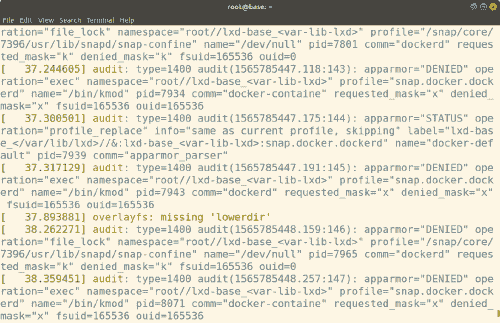 root@base: ~
File Edit View Search Terminal Help
ration="file_lock" namespace="root//lxd-base_<var-lib-lxd>" profile="/snap/core/
7396/usr/lib/snapd/snap-confine" name="/dev/null" pid=7801 comm="dockerd" reques
ted_mask="k" denied_mask="k" fsuid=165536 ouid=0
[   37.244605] audit: type=1400 audit(1565785447.118:143): apparmor="DENIED" ope
ration="exec" namespace="root//lxd-base_<var-lib-lxd>" profile="snap.docker.dock
erd" name="/bin/kmod" pid=7934 comm="docker-containe" requested_mask="x" denied_
mask="x" fsuid=165536 ouid=165536
[   37.300501] audit: type=1400 audit(1565785447.175:144): apparmor="STATUS" ope
ration="profile_replace" info="same as current profile, skipping" label="lxd-bas
e_</var/lib/lxd>//&:lxd-base_<var-lib-lxd>:snap.docker.dockerd" name="docker-def
ault" pid=7939 comm="apparmor_parser"
[   37.317129] audit: type=1400 audit(1565785447.191:145): apparmor="DENIED" ope
ration="exec" namespace="root//lxd-base_<var-lib-lxd>" profile="snap.docker.dock
erd" name="/bin/kmod" pid=7943 comm="dockerd" requested_mask="x" denied_mask="x"
 fsuid=165536 ouid=165536
[   37.893881] overlayfs: missing 'lowerdir'
[   38.262271] audit: type=1400 audit(1565785448.159:146): apparmor="DENIED" ope
ration="file_lock" namespace="root//lxd-base_<var-lib-lxd>" profile="/snap/core/
7396/usr/lib/snapd/snap-confine" name="/dev/null" pid=7965 comm="dockerd" reques
ted_mask="k" denied_mask="k" fsuid=165536 ouid=0
[   38.359451] audit: type=1400 audit(1565785448.257:147): apparmor="DENIED" ope
ration="exec" namespace="root//lxd-base_<var-lib-lxd>" profile="snap.docker.dock
erd" name="/bin/kmod" pid=8071 comm="docker-containe" requested_mask="x" denied_
mask="x" fsuid=165536 ouid=165536